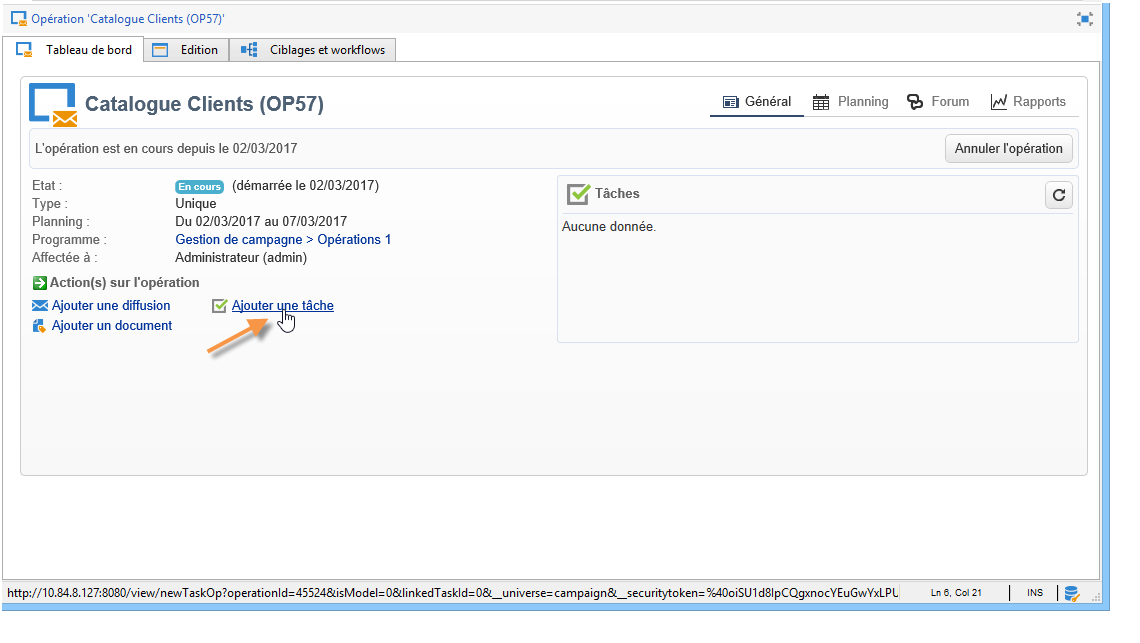 Opération 'Catalogue Clients (OP57)'
Tableau de bord Edition Ciblages et workflows
Catalogue Clients (OP57) Général Planning Forum Rapports
L'opération est en cours depuis le 02/03/2017 Annuler l'opération
Etat : En cours (démarrée le 02/03/2017)
Type : Unique
Planning : Du 02/03/2017 au 07/03/2017
Programme : Gestion de campagne > Opérations 1
Affectée à : Administrateur (admin)
Action(s) sur l'opération
Ajouter une diffusion Ajouter une tâche
Ajouter un document
Tâches
Aucune donnée.
http://10.84.8.127:8080/view/newTaskOp?operationId=45524&isModel=0&linkedTaskId=0&__universe=campaign&__securitytoken=%40oiSU1d8lpCQgxnocYEuGwYxLPU Ln 6, Col 21 INS